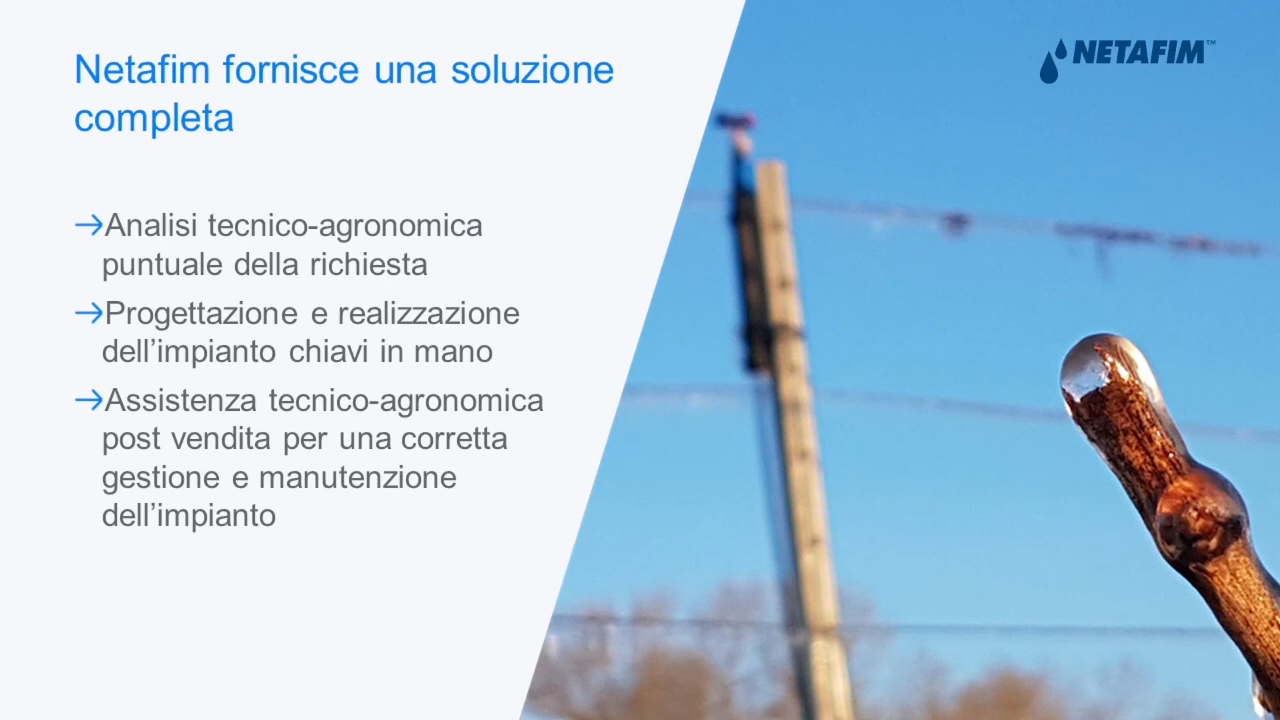 Netafim fornisce una soluzione
completa
NETAFIM™
→Analisi tecnico-agronomica
puntuale della richiesta
→Progettazione e realizzazione
dell’impianto chiavi in mano
→Assistenza tecnico-agronomica
post vendita per una corretta
gestione e manutenzione
dell’impianto